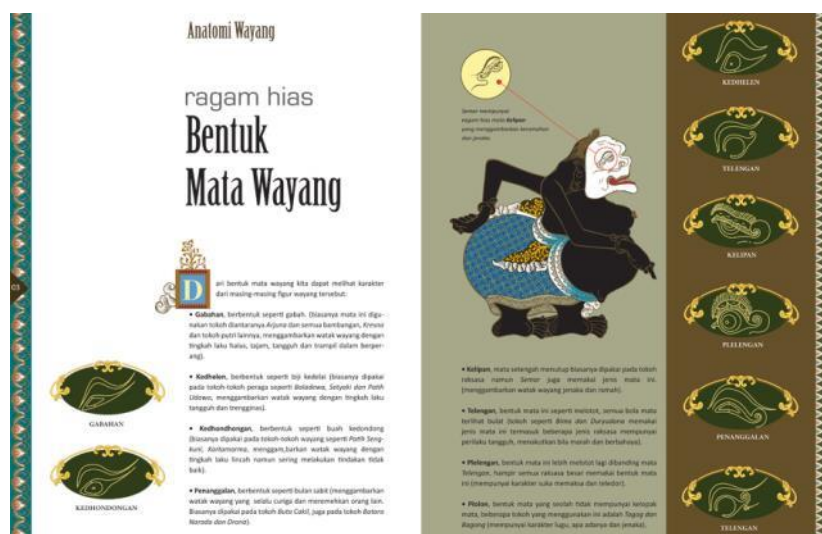 Anatomi Wayang
ragam hias
Bentuk
Mata Wayang
03
Dari bentuk mata wayang kita dapat melihat karakter
dari masing-masing figur wayang tersebut:
• Gabahan, berbentuk seperti gabah. (biasanya mata ini digu-
nakan tokoh diantaranya Arjuna dan semua bambangan, Kresna
dan tokoh putri lainnya, menggambarkan watak wayang dengan
tingkah laku halus, tajam, tangguh dan trampil dalam berper-
ang).
• Kedhelen, berbentuk seperti biji kedelai (biasanya dipakai
pada tokoh-tokoh peraga seperti Baladewa, Setyaki dan Patih
Udawa, menggambarkan watak wayang dengan tingkah laku
tangguh dan trengginas).
• Kedhondhongan, berbentuk seperti buah kedondong
(biasanya dipakai pada tokoh-tokoh wayang seperti Patih Seng-
kuni, Kartamarma, menggam,barkan watak wayang dengan
tingkah laku lincah namun sering melakukan tindakan tidak
baik).
• Penanggalan, berbentuk seperti bulan sabit (menggambarkan
watak wayang yang selalu curiga dan meremehkan orang lain.
Biasanya dipakai pada tokoh Buta Cakil, juga pada tokoh Batara
Narada dan Drona).
GABAHAN
KEDHONDONGAN
Semar mempunyai
ragam hias mata Kelipan
yang menggambarkan keramahan
dan jenaka.
• Kelipan, mata setengah menutup biasanya dipakai pada tokoh
raksasa namun Semar juga memakai jenis mata ini.
(menggambarkan watak wayang jenaka dan ramah).
• Telengan, bentuk mata ini seperti melotot, semua bola mata
terlihat bulat (tokoh seperti Bima dan Duryudana memakai
jenis mata ini termasuk beberapa jenis raksasa mempunyai
perilaku tangguh, menakutkan bila marah dan berbahaya).
• Plelengan, bentuk mata ini lebih melotot lagi dibanding mata
Telengan, hampir semua raksasa besar memakai bentuk mata
ini (mempunyai karakter suka memaksa dan teledor).
• Plolon, bentuk mata yang seolah tidak mempunyai kelopak
mata, beberapa tokoh yang menggunakan ini adalah Togog dan
Bagong (mempunyai karakter lugu, apa adanya dan jenaka).
KEDHELEN
TELENGAN
KELIPAN
PLELENGAN
PENANGGALAN
TELENGAN